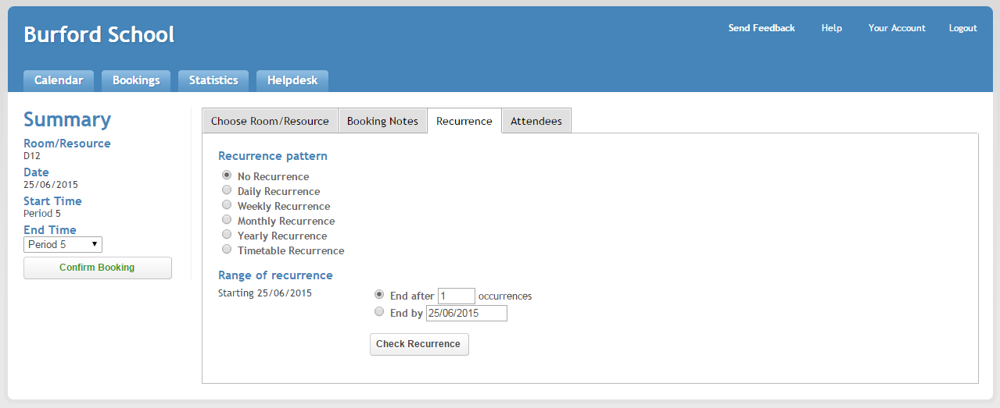 Burford School
Send Feedback Help Your Account Logout
Calendar Bookings Statistics Helpdesk
Summary
Room/Resource
D12
Date
25/06/2015
Start Time
Period 5
End Time
Period 5
Confirm Booking
Choose Room/Resource Booking Notes Recurrence Attendees
Recurrence pattern
No Recurrence
Daily Recurrence
Weekly Recurrence
Monthly Recurrence
Yearly Recurrence
Timetable Recurrence
Range of recurrence
Starting 25/06/2015
End after 1 occurrences
End by 25/06/2015
Check Recurrence